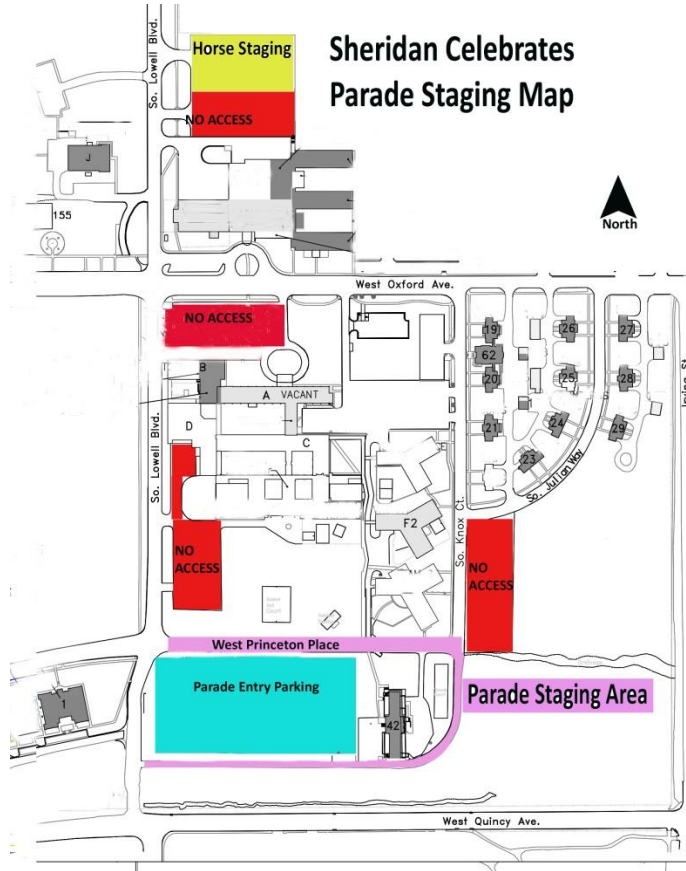 Sheridan Celebrates
Parade Staging Map
Horse Staging
So. Lowell Blvd.
NO ACCESS
J
155
North
West Oxford Ave.
NO ACCESS
19
26
27
62
B
20
25
28
A VACANT
D
21
24
29
C
23
So. Lowell Blvd.
So. Julian Way
F2
So. Knox Ct.
NO
ACCESS
NO
ACCESS
West Princeton Place
Parade Entry Parking
Parade Staging Area
1
42
West Quincy Ave.